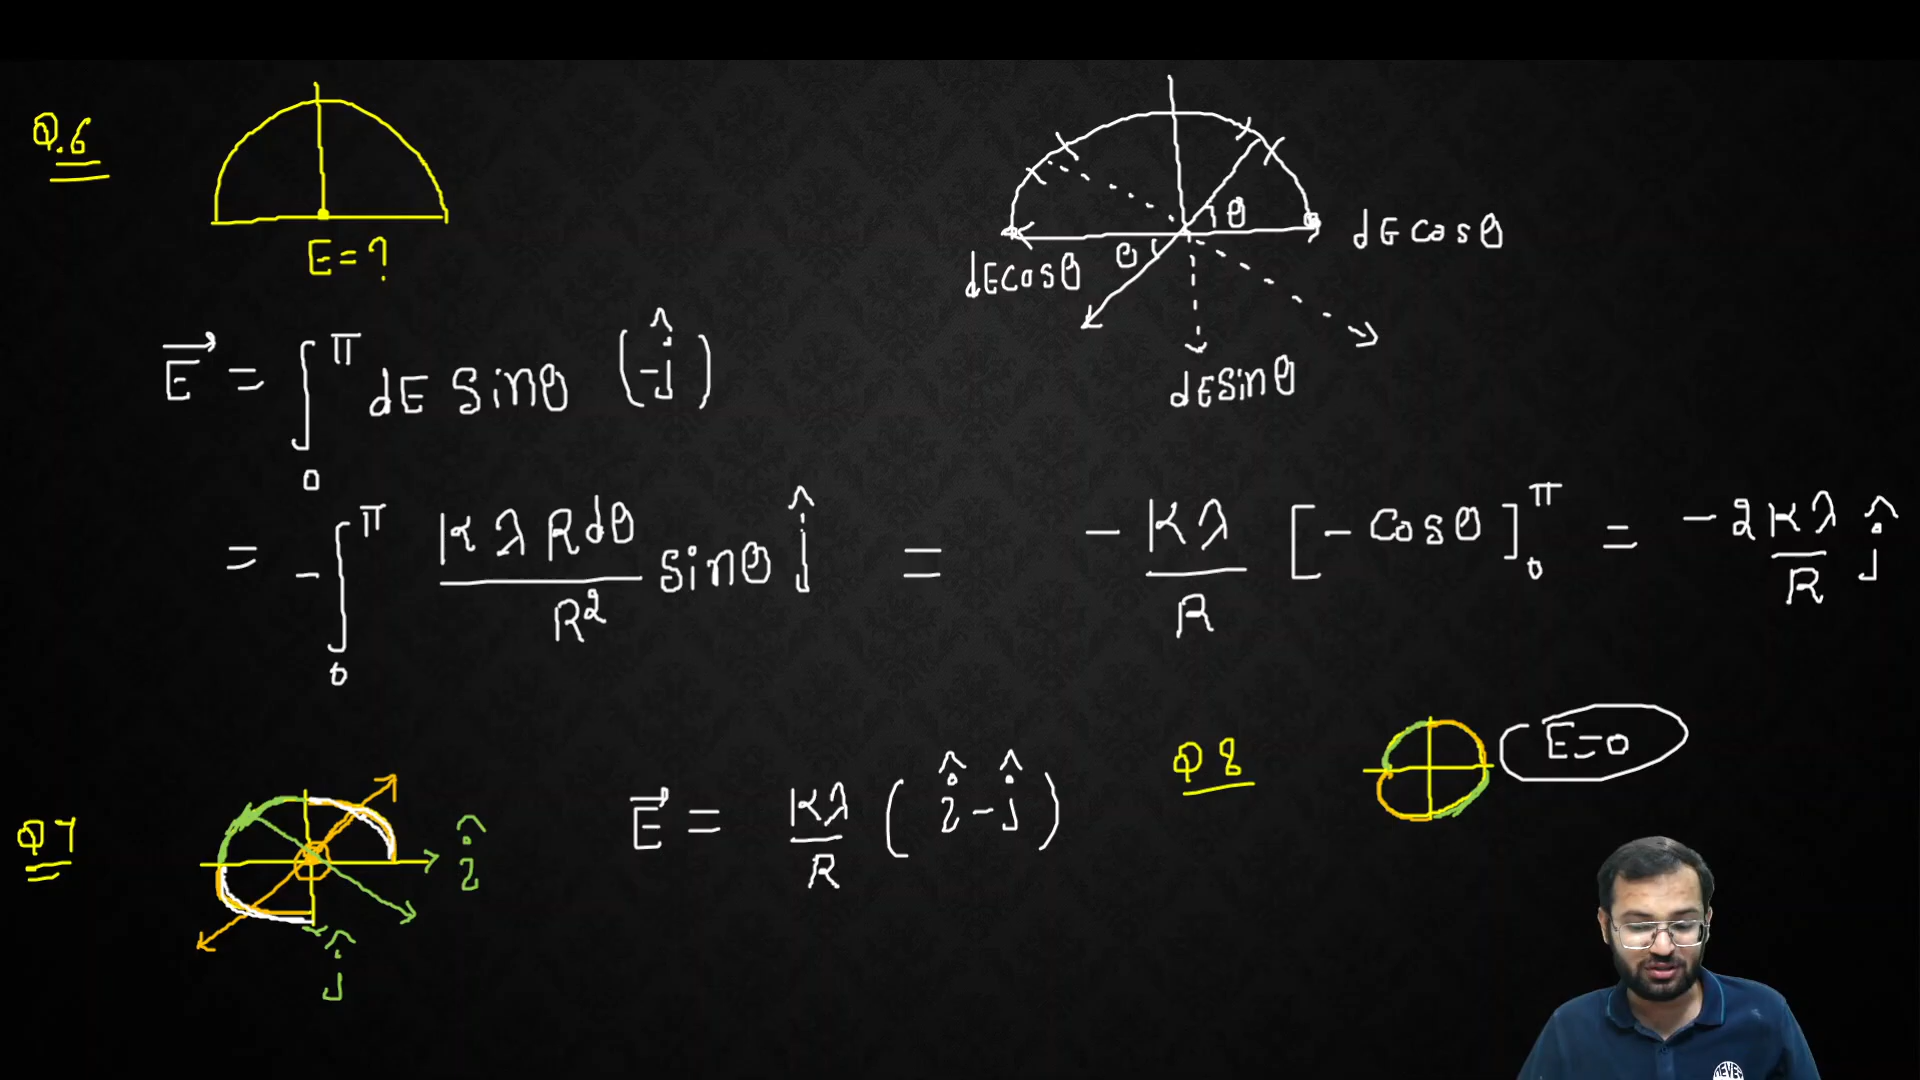 Q.6
E = ?
dE cosθ
θ
θ
dE cosθ
dE sinθ
E⃗ = ∫₀^π dE sinθ (-ĵ)
= -∫₀^π KλRdθ/R² sinθ ĵ = -Kλ/R [-cosθ]₀^π = -2Kλ/R ĵ
Q 8
E=0
Q 7
î
ĵ
E⃗ = Kλ/R (î - ĵ)